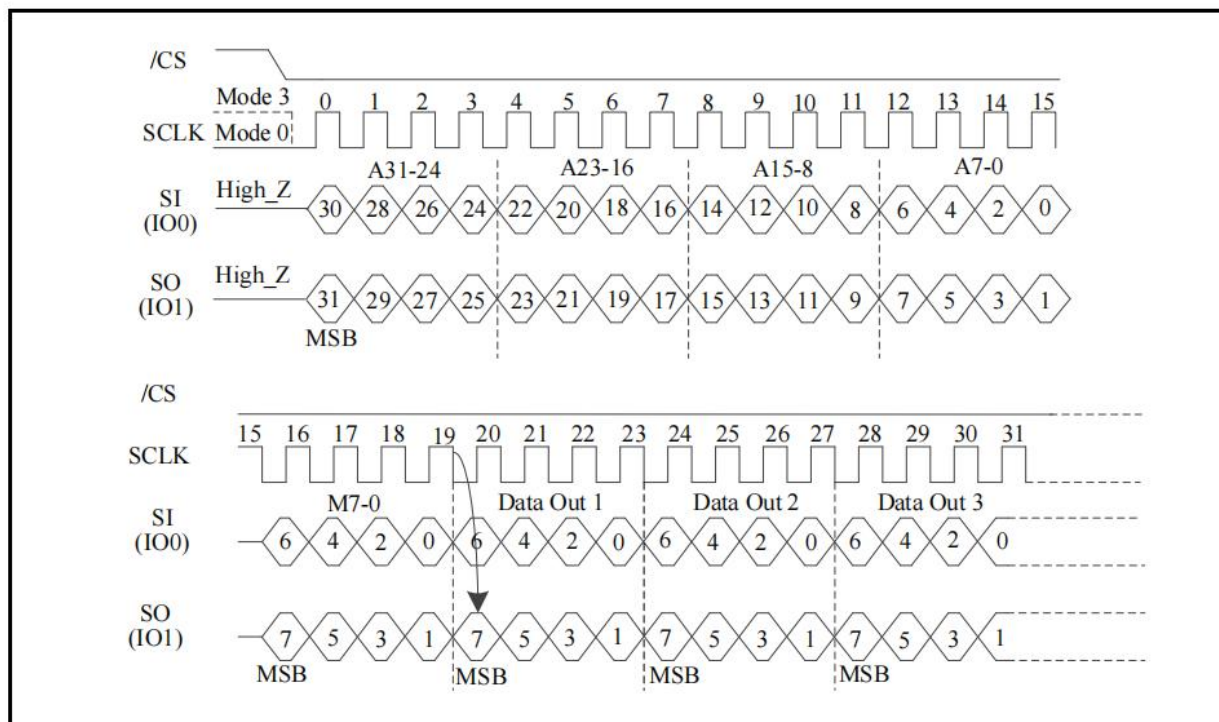 /CS
Mode 3 0 1 2 3 4 5 6 7 8 9 10 11 12 13 14 15
SCLK Mode 0
A31-24 A23-16 A15-8 A7-0
SI High_Z 30 28 26 24 22 20 18 16 14 12 10 8 6 4 2 0
(IO0)
SO High_Z 31 29 27 25 23 21 19 17 15 13 11 9 7 5 3 1
(IO1)
MSB
/CS
15 16 17 18 19 20 21 22 23 24 25 26 27 28 29 30 31
SCLK
M7-0 Data Out 1 Data Out 2 Data Out 3
SI 6 4 2 0 6 4 2 0 6 4 2 0 6 4 2 0
(IO0)
SO 7 5 3 1 7 5 3 1 7 5 3 1 7 5 3 1
(IO1)
MSB MSB MSB MSB